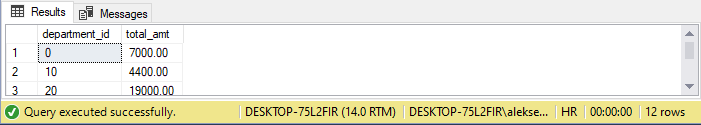 Results Messages
department_id total_amt
1 0 7000.00
2 10 4400.00
3 20 19000.00
Query executed successfully. DESKTOP-75L2FIR (14.0 RTM) DESKTOP-75L2FIR\alekse... HR 00:00:00 12 rows